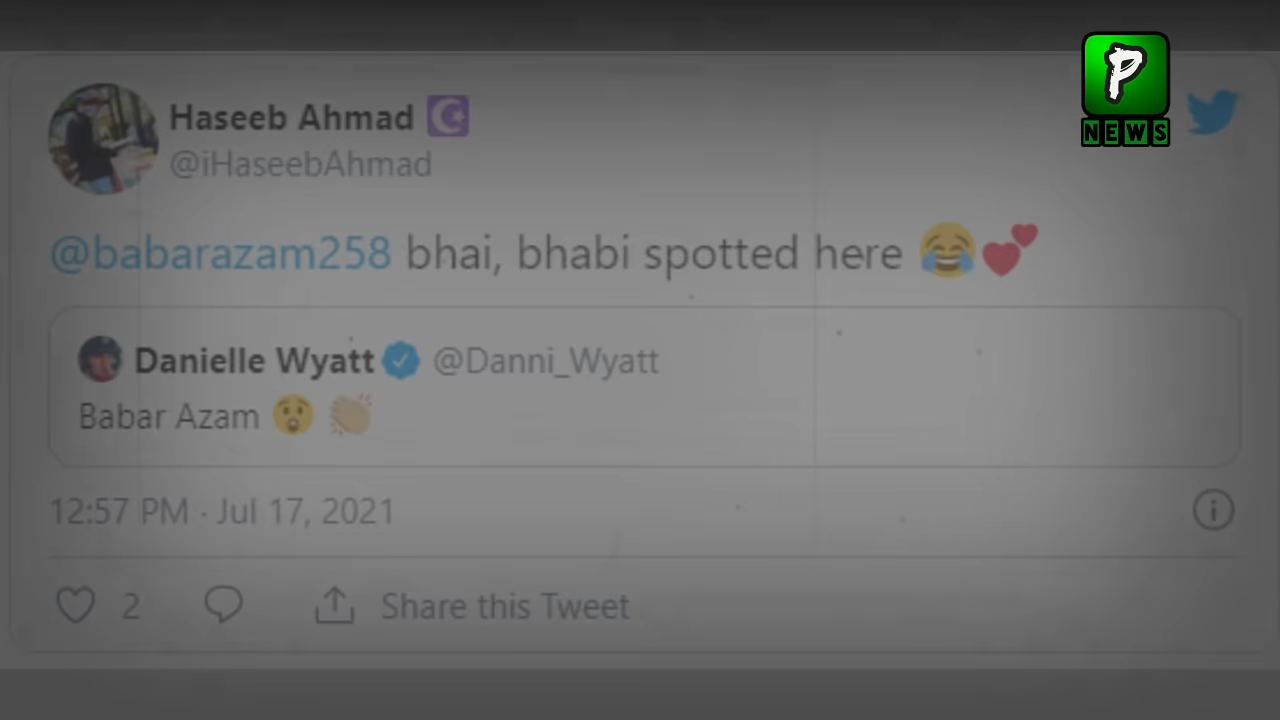 P
NEWS
Haseeb Ahmad
@iHaseebAhmad
@babarazam258 bhai, bhabi spotted here 😂💕
Danielle Wyatt @Danni_Wyatt
Babar Azam 😲 👏🏼
12:57 PM · Jul 17, 2021
2 Share this Tweet